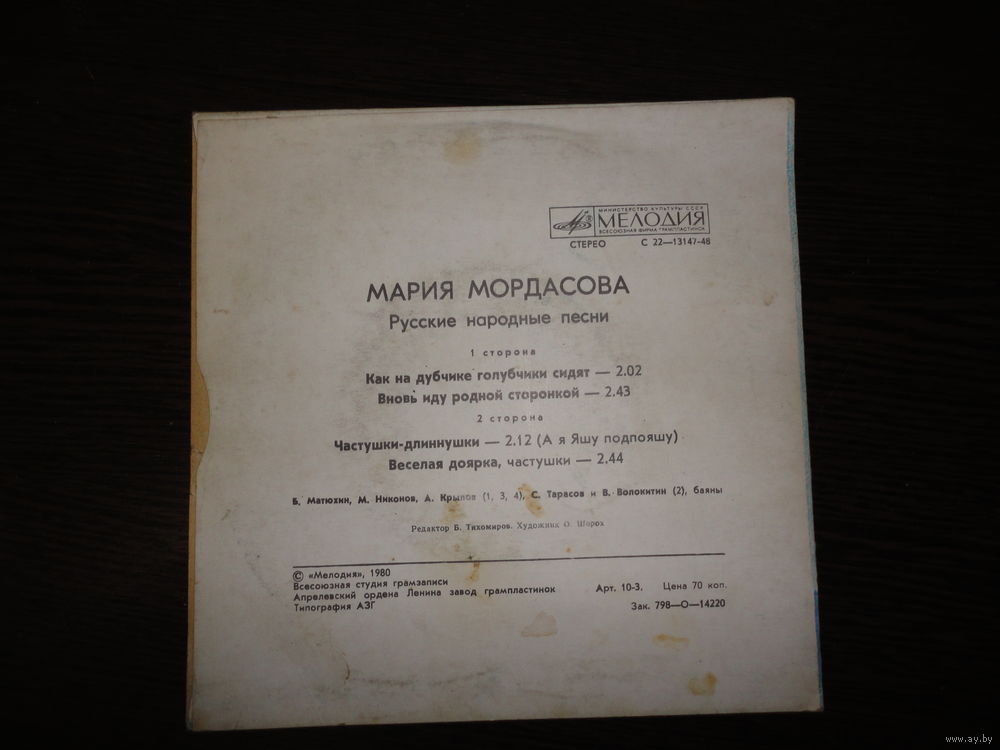 МИНИСТЕРСТВО КУЛЬТУРЫ СССР
МЕЛОДИЯ
ВСЕСОЮЗНАЯ ФИРМА ГРАМПЛАСТИНОК
СТЕРЕО С 22—13147-48
МАРИЯ МОРДАСОВА
Русские народные песни
1 сторона
Как на дубчике голубчики сидят — 2.02
Вновь иду родной сторонкой — 2.43
2 сторона
Частушки-длиннушки — 2.12 (А я Яшу подпояшу)
Веселая доярка, частушки — 2.44
Б. Матюхин, М. Никонов, А. Крылов (1, 3, 4), С. Тарасов и В. Волокитин (2), баяны
Редактор Б. Тихомиров. Художник О. Шорох
© «Мелодия», 1980
Всесоюзная студия грамзаписи
Апрелевский ордена Ленина завод грампластинок Арт. 10-3. Цена 70 коп.
Типография АЗГ Зак. 798—О—14220
www.ay.by